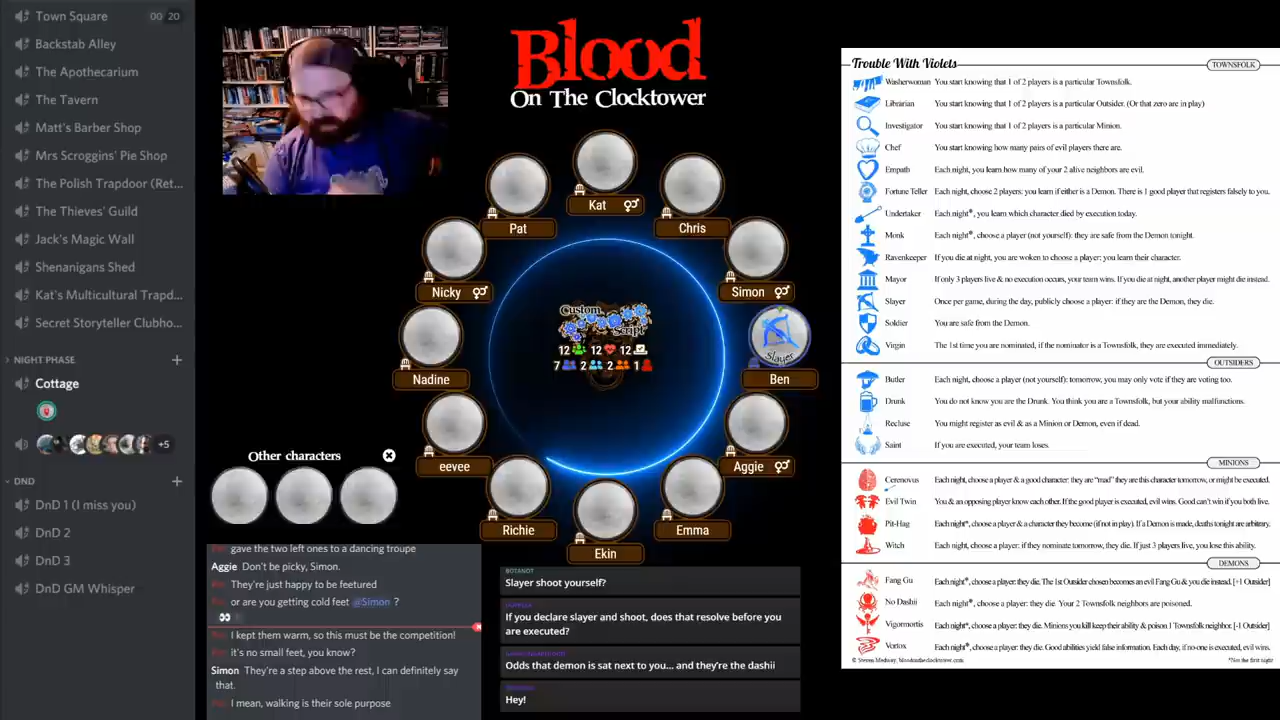 Town Square 00 20
Backstab Alley
The Apothecarium
The Tavern
Matt's Barber Shop
Mrs Scroggins' Pie Shop
The Polish Trapdoor (Ret...
The Thieves' Guild
Jack's Magic Wall
Shenanigans Shed
Multicultural Trapd...
Storyteller Clubho...
NIGHT PHASE
Cottage
+5
DND
D&D 1 (I miss you)
D&D 2
D&D 3
D&D GM Whisper
Blood
On The Clocktower
Kat
Pat
Chris
Nicky
Simon
Nadine
Slayer
Ben
eevee
Aggie
Richie
Emma
Ekin
Custom
Script
12 12 12
7 2 2 1
Other characters
gave the two left ones to a dancing troupe
Aggie Don't be picky, Simon.
They're just happy to be feetured
or are you getting cold feet @Simon ?
I kept them warm, so this must be the competition!
it's no small feet, you know?
Simon They're a step above the rest, I can definitely say
that.
I mean, walking is their sole purpose
Slayer shoot yourself?
If you declare slayer and shoot, does that resolve before you
are executed?
Odds that demon is sat next to you... and they're the dashii
Hey!
Trouble With Violets
TOWNSFOLK
Washerwoman You start knowing that 1 of 2 players is a particular Townsfolk.
Librarian You start knowing that 1 of 2 players is a particular Outsider. (Or that zero are in play)
Investigator You start knowing that 1 of 2 players is a particular Minion.
Chef You start knowing how many pairs of evil players there are.
Empath Each night, you learn how many of your 2 alive neighbors are evil.
Fortune Teller Each night, choose 2 players: you learn if either is a Demon. There is 1 good player that registers falsely to you.
Undertaker Each night*, you learn which character died by execution today.
Monk Each night*, choose a player (not yourself): they are safe from the Demon tonight.
Ravenkeeper If you die at night, you are woken to choose a player: you learn their character.
Mayor If only 3 players live & no execution occurs, your team wins. If you die at night, another player might die instead.
Slayer Once per game, during the day, publicly choose a player: if they are the Demon, they die.
Soldier You are safe from the Demon.
Virgin The 1st time you are nominated, if the nominator is a Townsfolk, they are executed immediately.
OUTSIDERS
Butler Each night, choose a player (not yourself): tomorrow, you may only vote if they are voting too.
Drunk You do not know you are the Drunk. You think you are a Townsfolk, but your ability malfunctions.
Recluse You might register as evil & as a Minion or Demon, even if dead.
Saint If you are executed, your team loses.
MINIONS
Cerenovus Each night, choose a player & a good character: they are "mad" they are this character tomorrow, or might be executed.
Evil Twin You & an opposing player know each other. If the good player is executed, evil wins. Good can't win if you both live.
Pit-Hag Each night*, choose a player & a character they become (if not in play). If a Demon is made, deaths tonight are arbitrary.
Witch Each night, choose a player: if they nominate tomorrow, they die. If just 3 players live, you lose this ability.
DEMONS
Fang Gu Each night*, choose a player: they die. The 1st Outsider chosen becomes an evil Fang Gu & you die instead. [+1 Outsider]
No Dashii Each night*, choose a player: they die. Your 2 Townsfolk neighbors are poisoned.
Vigormortis Each night*, choose a player: they die. Minions you kill keep their ability & poison 1 Townsfolk neighbor. [-1 Outsider]
Vortox Each night*, choose a player: they die. Good abilities yield false information. Each day, if no-one is executed, evil wins.
© Steven Medway, bloodontheclocktower.com *Not the first night